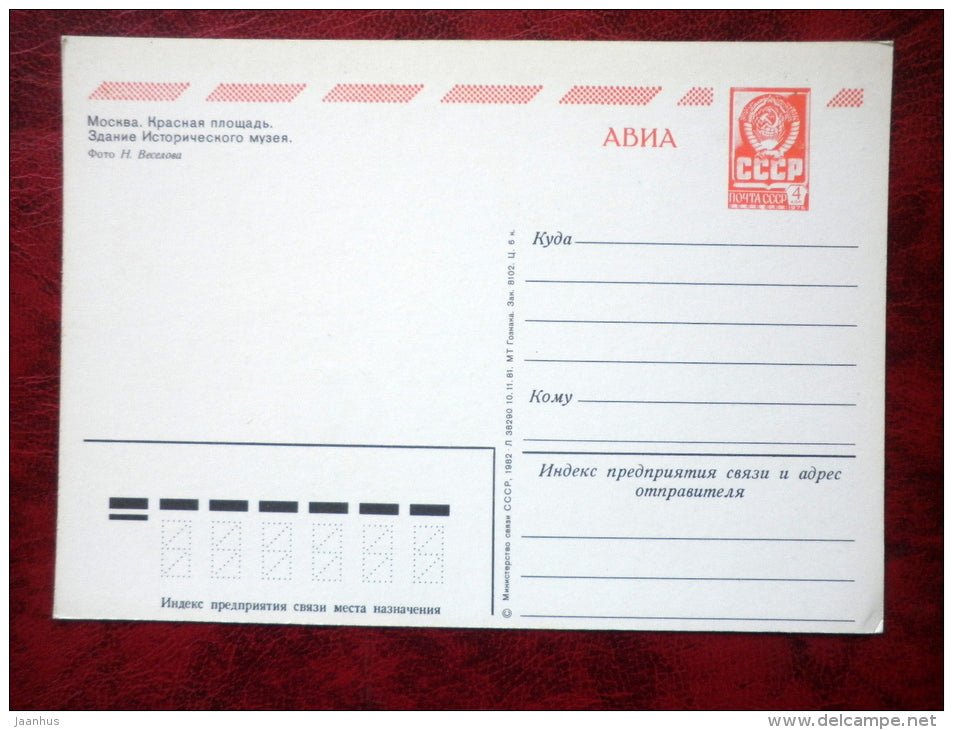 Москва. Красная площадь.
Здание Исторического музея.
Фото Н. Веселова
АВИА
СССР
ПОЧТА СССР
4
Куда
Кому
Индекс предприятия связи и адрес
отправителя
© Министерство связи СССР, 1982. Л 38290 10.11.81. МТ Гознака. Зак. 8102. Ц. 6 к.
Индекс предприятия связи места назначения
jaanhus
www.delcampe.net